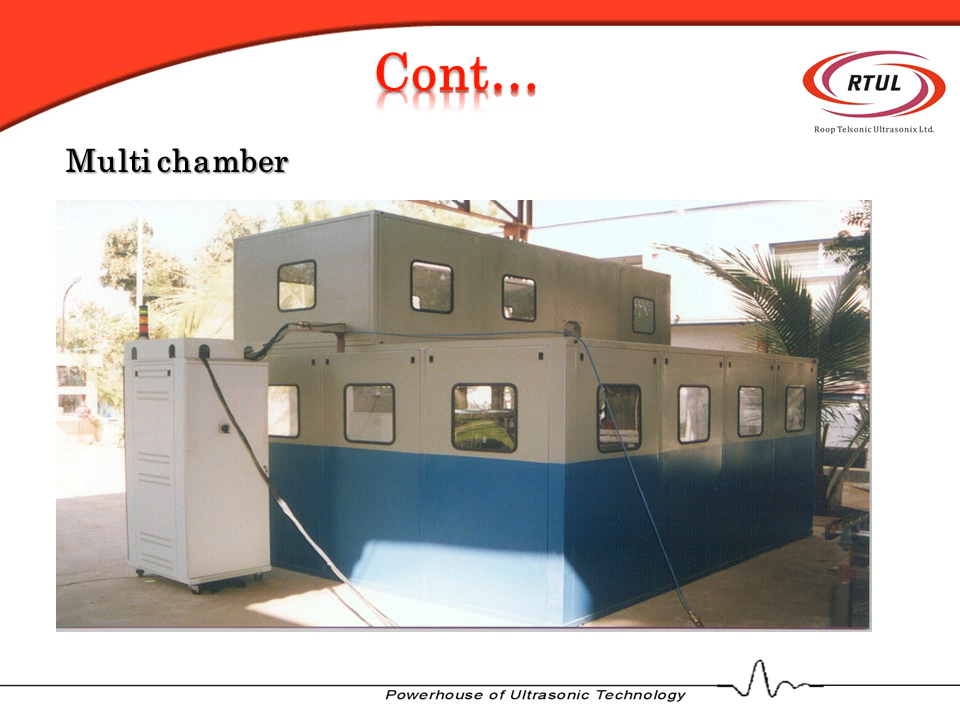 Cont...
RTUL
Roop Telsonic Ultrasonix Ltd.
Multi chamber
Powerhouse of Ultrasonic Technology